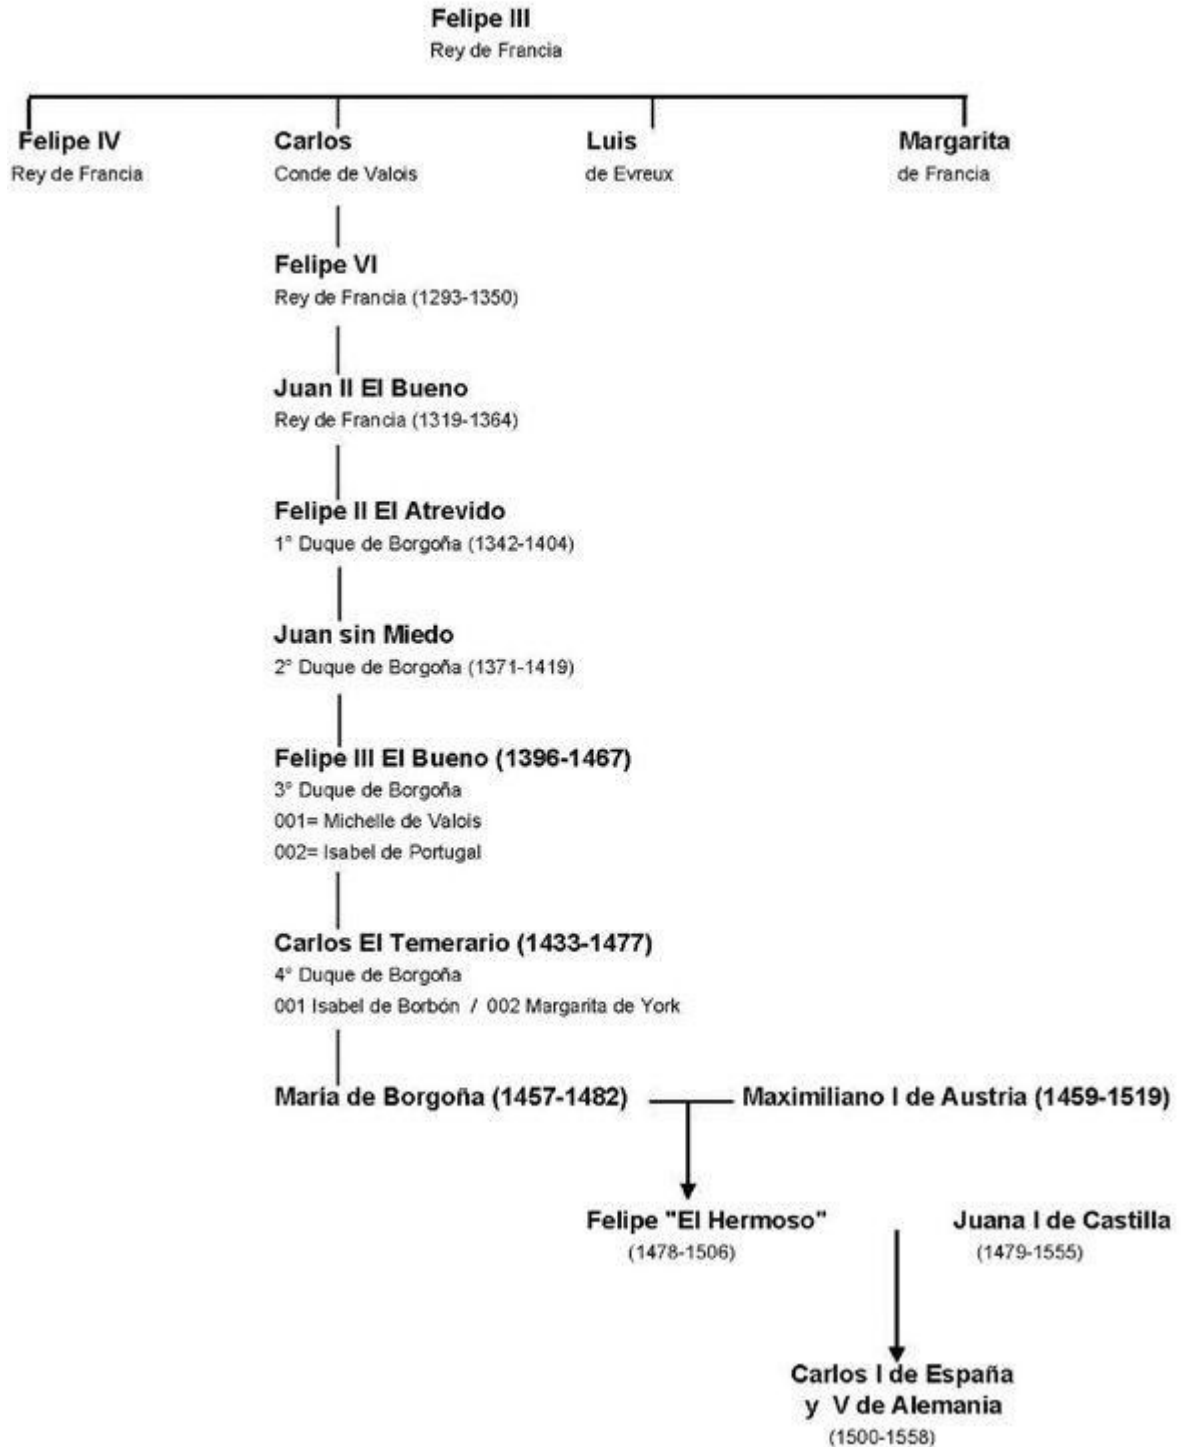 Felipe III
Rey de Francia
Felipe IV
Rey de Francia
Carlos
Conde de Valois
Luis
de Evreux
Margarita
de Francia
Felipe VI
Rey de Francia (1293-1350)
Juan II El Bueno
Rey de Francia (1319-1364)
Felipe II El Atrevido
1º Duque de Borgoña (1342-1404)
Juan sin Miedo
2º Duque de Borgoña (1371-1419)
Felipe III El Bueno (1396-1467)
3º Duque de Borgoña
001= Michelle de Valois
002= Isabel de Portugal
Carlos El Temerario (1433-1477)
4º Duque de Borgoña
001 Isabel de Borbón / 002 Margarita de York
María de Borgoña (1457-1482)
Maximiliano I de Austria (1459-1519)
Felipe "El Hermoso"
(1478-1506)
Juana I de Castilla
(1479-1555)
Carlos I de España
y V de Alemania
(1500-1558)